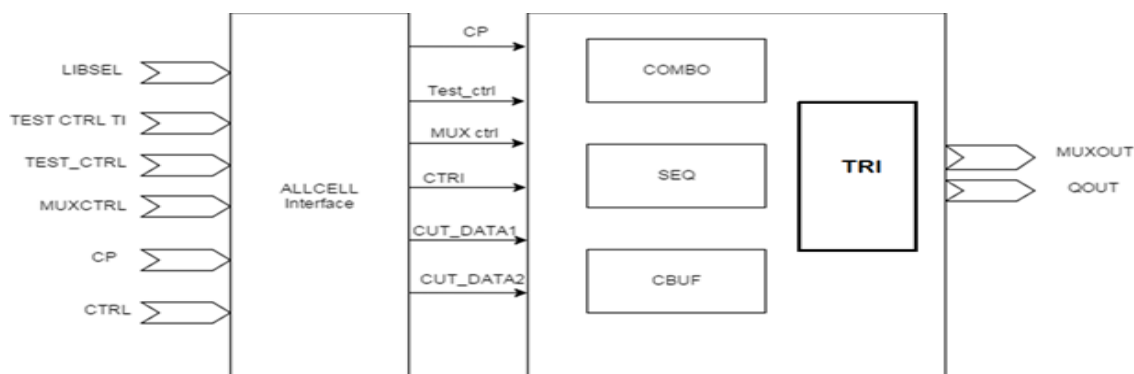 LIBSEL
TEST CTRL TI
TEST_CTRL
MUXCTRL
CP
CTRL
ALLCELL
Interface
CP
Test_ctrl
MUX ctrl
CTRI
CUT_DATA1
CUT_DATA2
COMBO
SEQ
CBUF
TRI
MUXOUT
QOUT